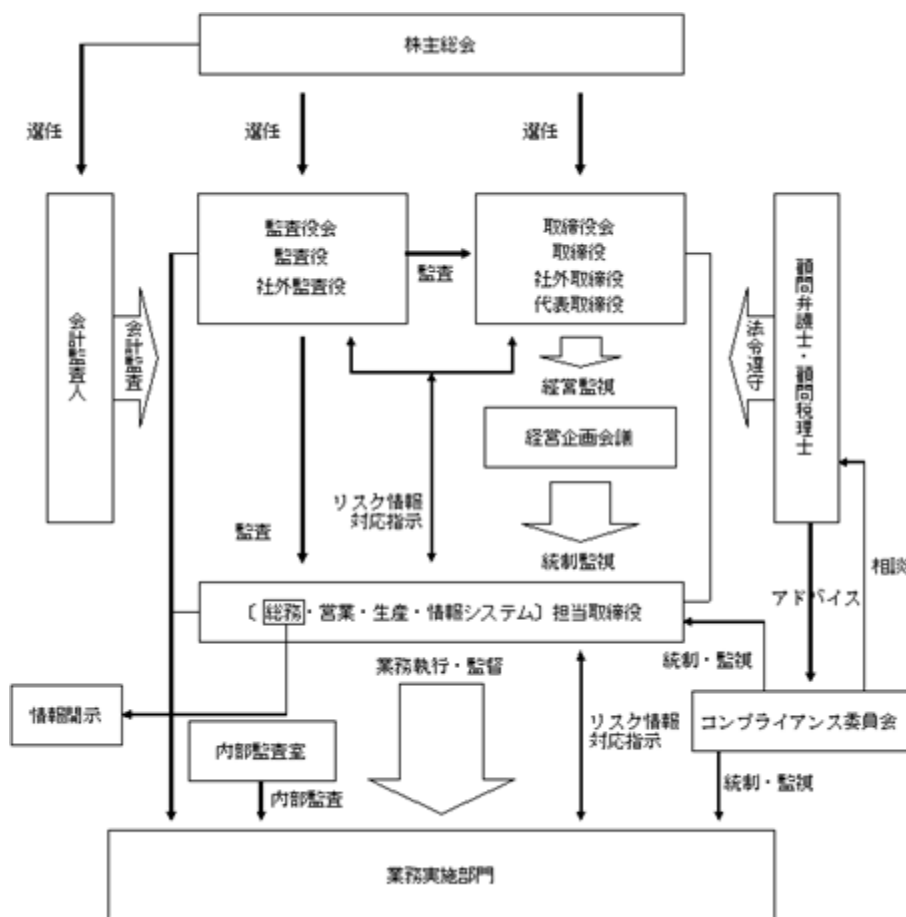 株主総会
選任
選任
選任
監査役会
監査役
社外監査役
監査
取締役会
取締役
社外取締役
代表取締役
会計監査人
会計監査
法令遵守
顧問弁護士・顧問税理士
経営監視
経営企画会議
リスク情報
対応指示
監査
統制監視
相談
アドバイス
〔総務・営業・生産・情報システム〕担当取締役
業務執行・監督
統制・監視
情報開示
内部監査室
リスク情報
対応指示
コンプライアンス委員会
内部監査
統制・監視
業務実施部門